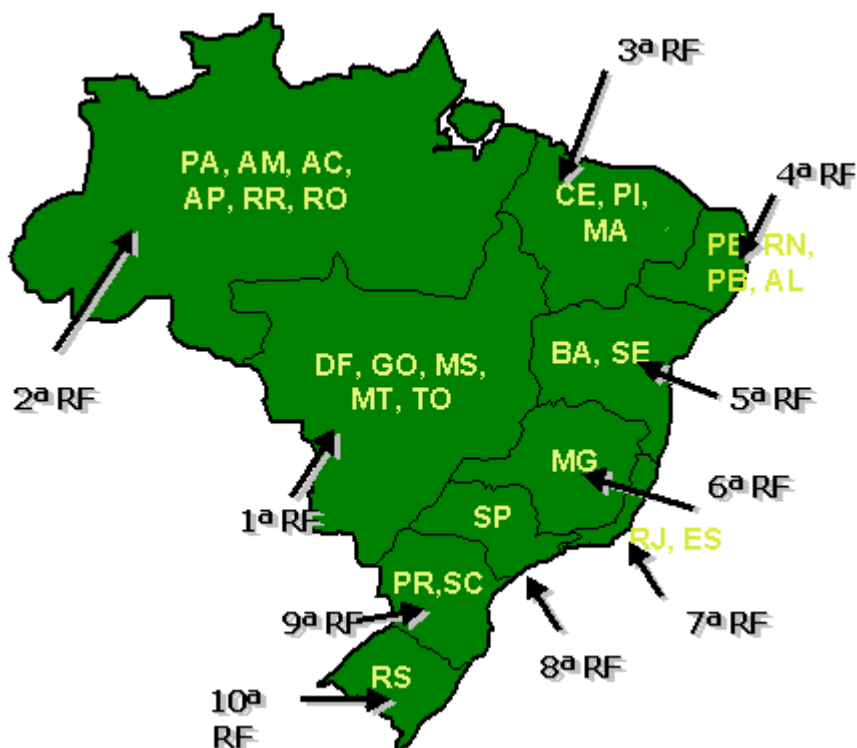 3ª RF
PA, AM, AC,
AP, RR, RO
4ª RF
CE, PI,
MA
PE, RN,
PB, AL
DF, GO, MS,
MT, TO
BA, SE
2ª RF
5ª RF
MG
6ª RF
1ª RF
SP
RJ, ES
PR,SC
9ª RF
7ª RF
8ª RF
RS
10ª
RF